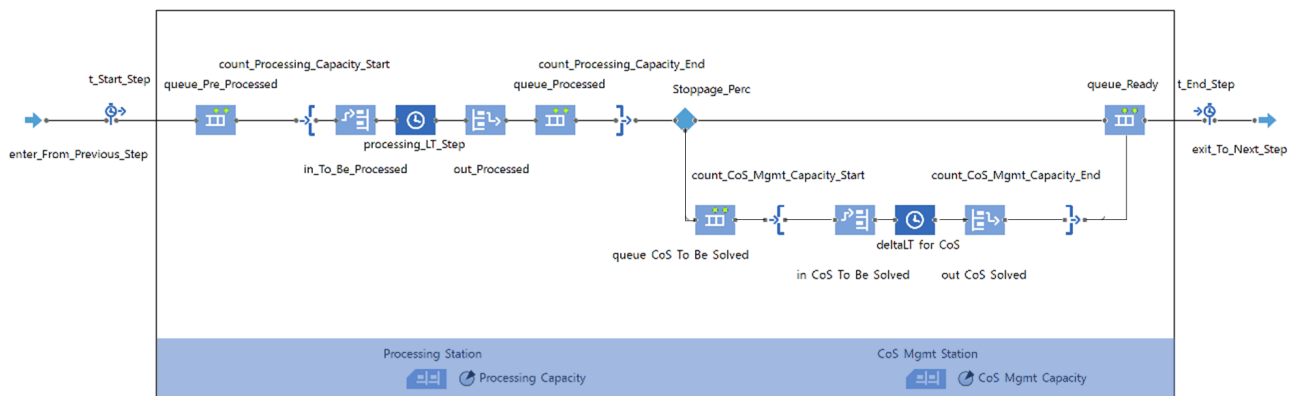 count_Processing_Capacity_Start
count_Processing_Capacity_End
t_Start_Step
queue_Pre_Processed
queue_Processed
Stoppage_Perc
queue_Ready
t_End_Step
enter_From_Previous_Step
processing_LT_Step
exit_To_Next_Step
in_To_Be_Processed
out_Processed
count_CoS_Mgmt_Capacity_Start
count_CoS_Mgmt_Capacity_End
queue CoS To Be Solved
deltaLT for CoS
in CoS To Be Solved
out CoS Solved
Processing Station
CoS Mgmt Station
Processing Capacity
CoS Mgmt Capacity